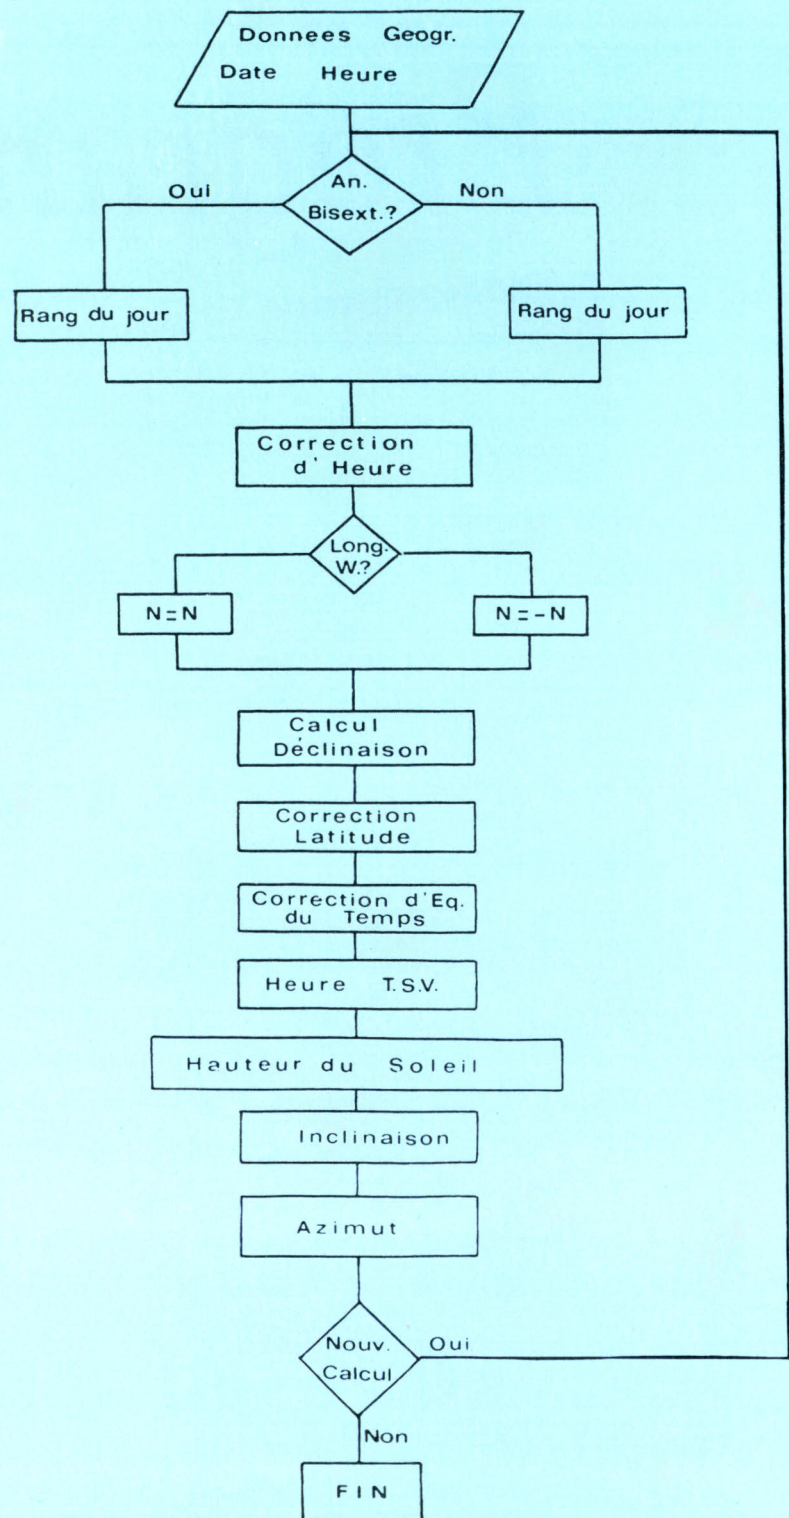 Donnees Geogr.
Date Heure
An.
Bisext.?
Oui
Non
Rang du jour
Rang du jour
Correction
d'Heure
Long.
W.?
N=N
N=-N
Calcul
Déclinaison
Correction
Latitude
Correction d'Eq.
du Temps
Heure T.S.V.
Hauteur du Soleil
Inclinaison
Azimut
Nouv.
Calcul
Oui
Non
FIN